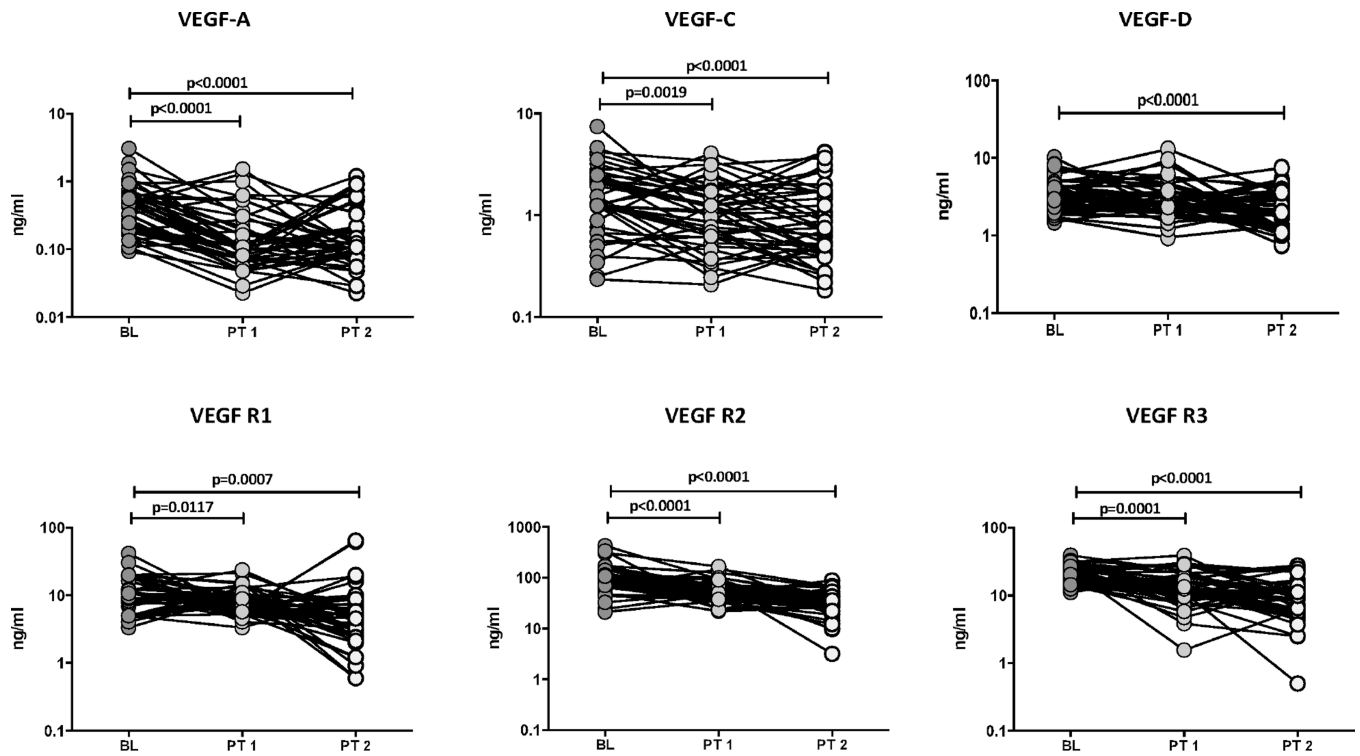 VEGF-A
VEGF-C
VEGF-D
p<0.0001
p<0.0001
10
1
0.10
0.01
ng/ml
BL
PT 1
PT 2
p<0.0001
p=0.0019
10
1
0.1
ng/ml
BL
PT 1
PT 2
p<0.0001
100
10
1
0.1
ng/ml
BL
PT 1
PT 2
VEGF R1
VEGF R2
VEGF R3
p=0.0007
p=0.0117
100
10
1
0.1
ng/ml
BL
PT 1
PT 2
p<0.0001
p<0.0001
1000
100
10
1
0.1
ng/ml
BL
PT 1
PT 2
p<0.0001
p=0.0001
100
10
1
0.1
ng/ml
BL
PT 1
PT 2